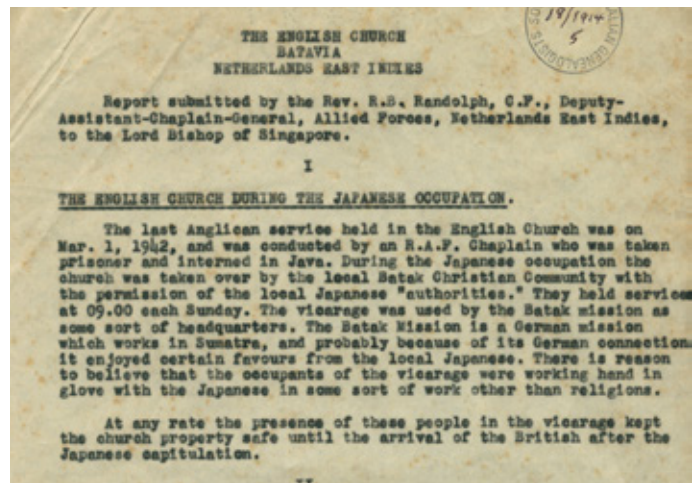 THE ENGLISH CHURCH
BATAVIA
NETHERLANDS EAST INDIES
18/1914
5
ALIAN GENEALOGISTS SO
Report submitted by the Rev. R.B. Randolph, C.F., Deputy-
Assistant-Chaplain-General, Allied Forces, Netherlands East Indies,
to the Lord Bishop of Singapore.
I
THE ENGLISH CHURCH DURING THE JAPANESE OCCUPATION.
The last Anglican service held in the English Church was on
Mar. 1, 1942, and was conducted by an R.A.F. Chaplain who was taken
prisoner and interned in Java. During the Japanese occupation the
church was taken over by the local Batak Christian Community with
the permission of the local Japanese "authorities." They held services
at 09.00 each Sunday. The vicarage was used by the Batak mission as
some sort of headquarters. The Batak Mission is a German mission
which works in Sumatra, and probably because of its German connection
it enjoyed certain favours from the local Japanese. There is reason
to believe that the occupants of the vicarage were working hand in
glove with the Japanese in some sort of work other than religions.
At any rate the presence of these people in the vicarage kept
the church property safe until the arrival of the British after the
Japanese capitulation.